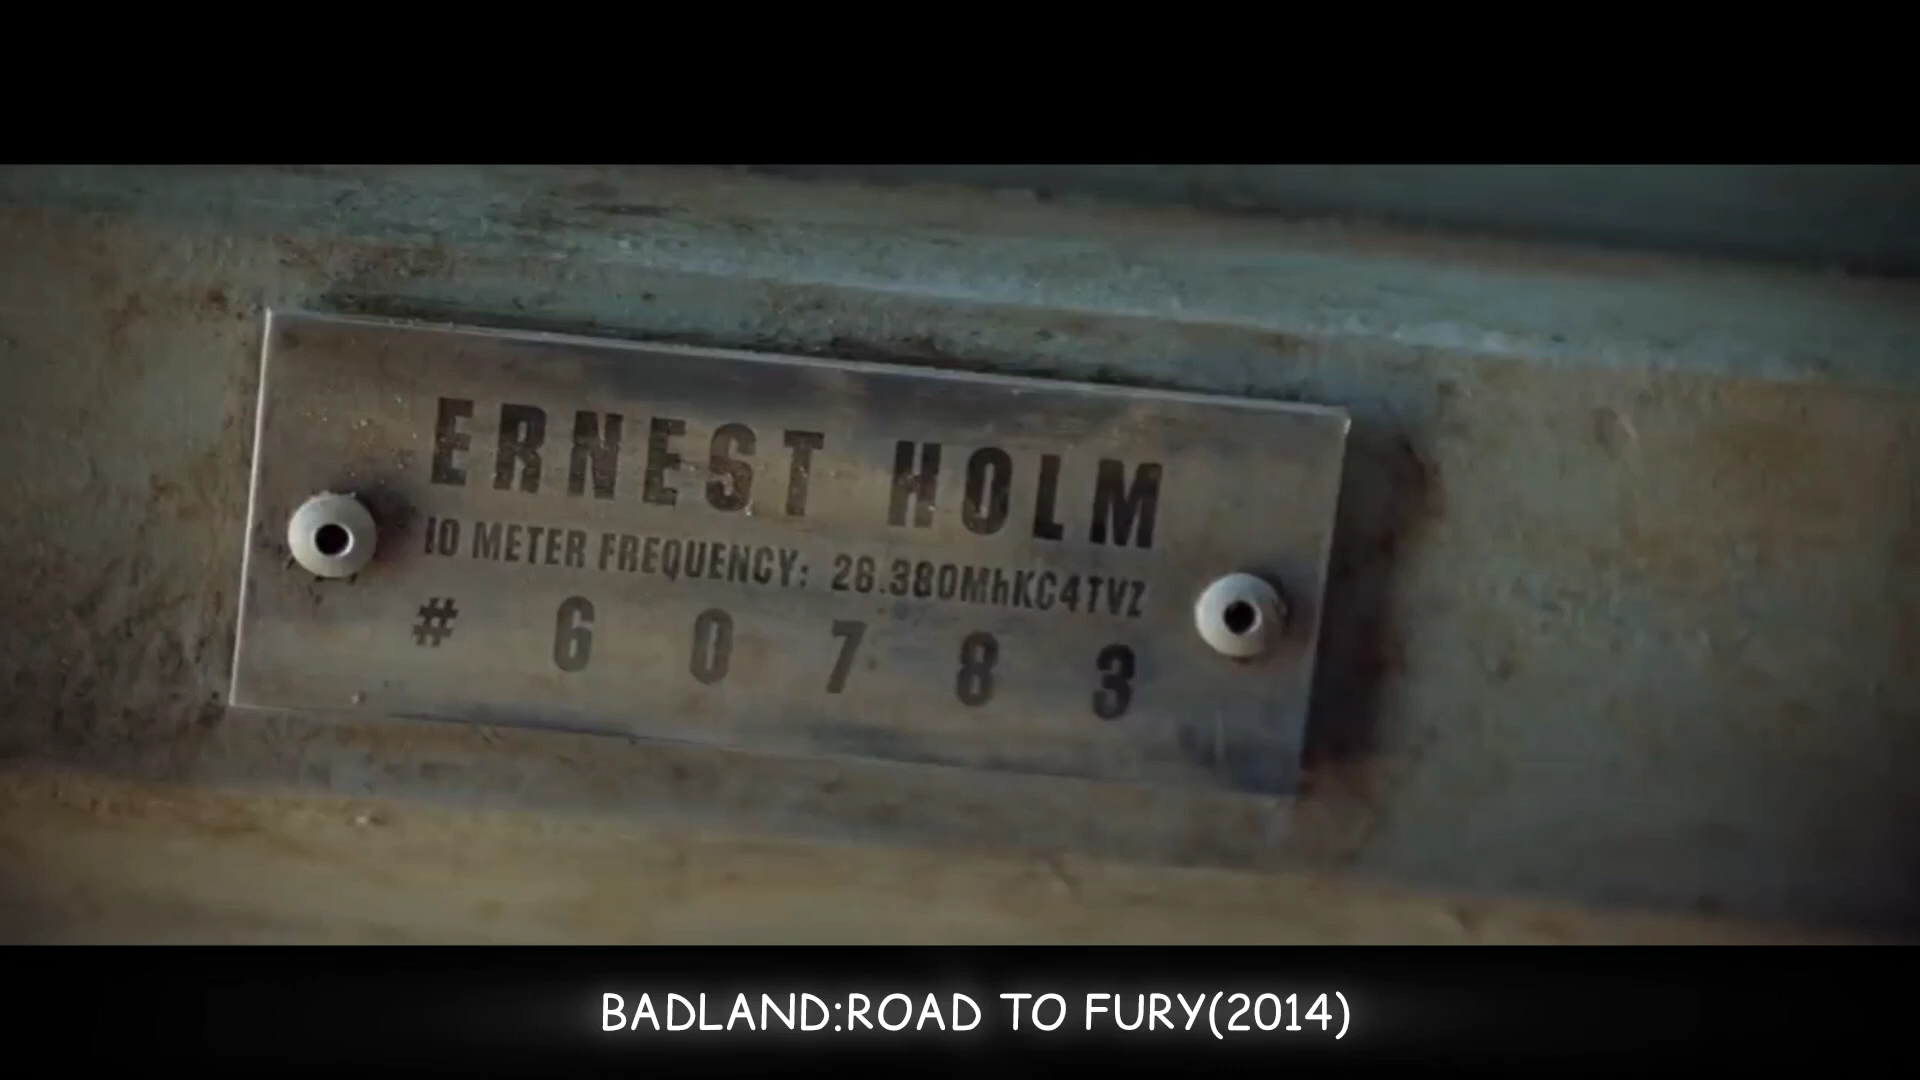 ERNEST HOLM
10 METER FREQUENCY: 26.380MhKC4TVZ
# 6 0 7 8 3
BADLAND:ROAD TO FURY(2014)